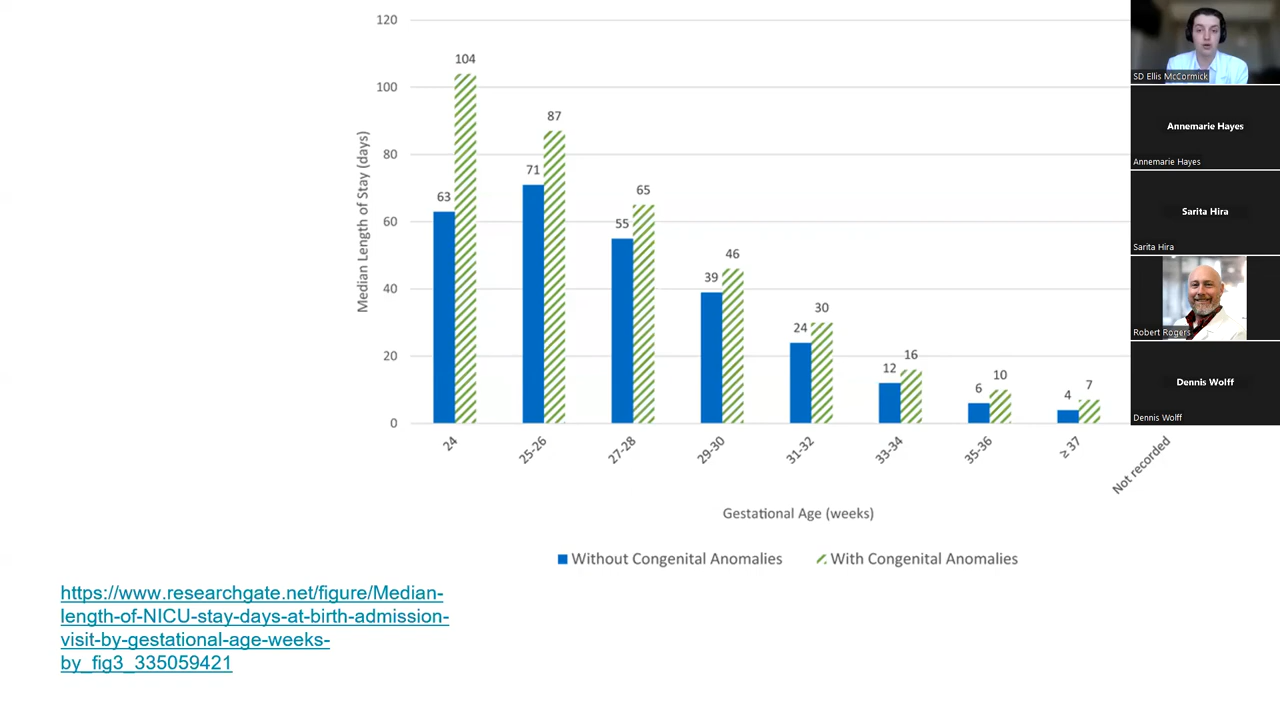 120
100
80
60
40
20
0
Median Length of Stay (days)
63
104
71
87
55
65
39
46
24
30
12
16
6
10
4
7
24
25-26
27-28
29-30
31-32
33-34
35-36
≥ 37
Not recorded
Gestational Age (weeks)
Without Congenital Anomalies
With Congenital Anomalies
https://www.researchgate.net/figure/Median-
length-of-NICU-stay-days-at-birth-admission-
visit-by-gestational-age-weeks-
by_fig3_335059421
SD Ellis McCormick
Annemarie Hayes
Annemarie Hayes
Sarita Hira
Sarita Hira
Robert Rogers
Dennis Wolff
Dennis Wolff